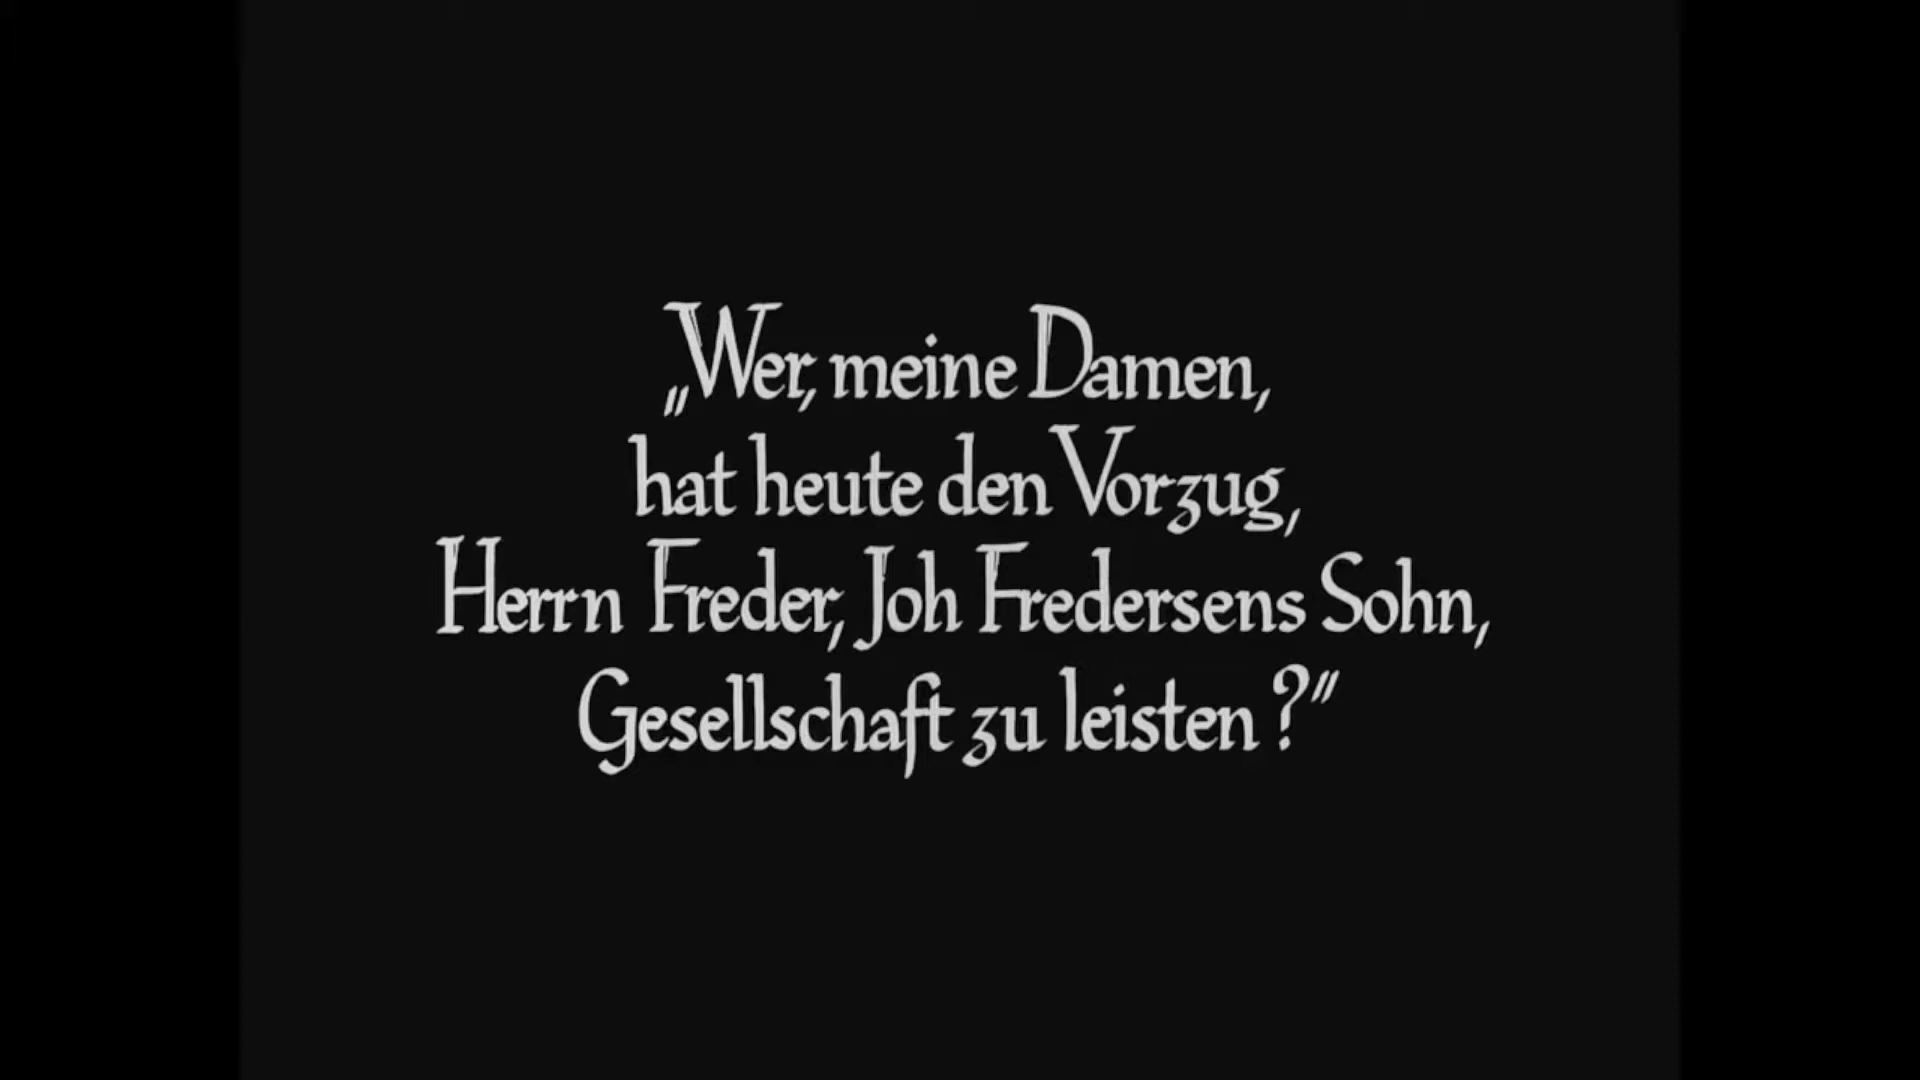 „Wer, meine Damen,
hat heute den Vorzug,
Herrn Freder, Joh Fredersens Sohn,
Gesellschaft zu leisten?"